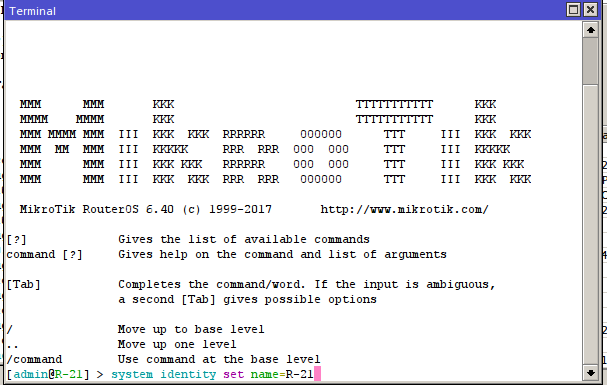 Terminal
MMM      MMM       KKK                          TTTTTTTTTTT      KKK
MMMM    MMMM       KKK                          TTTTTTTTTTT      KKK
MMM MMMM MMM  III  KKK  KKK  RRRRRR     OOOOOO      TTT     III  KKK  KKK
MMM  MM  MMM  III  KKKKK     RRR  RRR  OOO  OOO     TTT     III  KKKKK
MMM      MMM  III  KKK KKK   RRRRRR    OOO  OOO     TTT     III  KKK KKK
MMM      MMM  III  KKK  KKK  RRR  RRR   OOOOOO      TTT     III  KKK  KKK
MikroTik RouterOS 6.40 (c) 1999-2017       http://www.mikrotik.com/
[?]             Gives the list of available commands
command [?]     Gives help on the command and list of arguments
[Tab]           Completes the command/word. If the input is ambiguous,
a second [Tab] gives possible options
/               Move up to base level
..              Move up one level
/command        Use command at the base level
[admin@R-21] > system identity set name=R-21